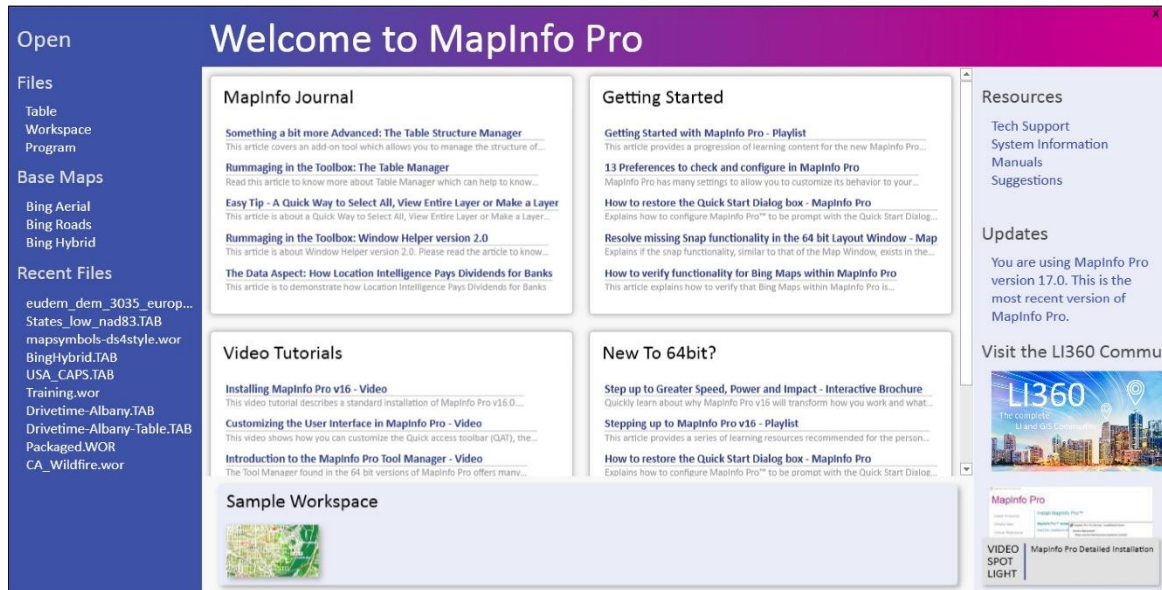 Open
Files
Table
Workspace
Program
Base Maps
Bing Aerial
Bing Roads
Bing Hybrid
Recent Files
eudem_dem_3035_europ...
States_low_nad83.TAB
mapsymbols-ds4style.wor
BingHybrid.TAB
USA_CAPS.TAB
Training.wor
Drivetime-Albany.TAB
Drivetime-Albany-Table.TAB
Packaged.WOR
CA_Wildfire.wor
Welcome to MapInfo Pro
x
MapInfo Journal
Something a bit more Advanced: The Table Structure Manager
This article covers an add-on tool which allows you to manage the structure of...
Rummaging in the Toolbox: The Table Manager
Read this article to know more about Table Manager which can help to know...
Easy Tip - A Quick Way to Select All, View Entire Layer or Make a Layer
This article is about a Quick Way to Select All, View Entire Layer or Make a Layer...
Rummaging in the Toolbox: Window Helper version 2.0
This article is about Window Helper version 2.0. Please read the article to know...
The Data Aspect: How Location Intelligence Pays Dividends for Banks
This article is to demonstrate how Location Intelligence Pays Dividends for Banks
Getting Started
Getting Started with MapInfo Pro - Playlist
This article provides a progression of learning content for the new MapInfo Pro...
13 Preferences to check and configure in MapInfo Pro
MapInfo Pro has many settings to allow you to customize its behavior to your...
How to restore the Quick Start Dialog box - MapInfo Pro
Explains how to configure MapInfo Pro™ to be prompt with the Quick Start Dialog...
Resolve missing Snap functionality in the 64 bit Layout Window - Map
Explains if the snap functionality, similar to that of the Map Window, exists in the...
How to verify functionality for Bing Maps within MapInfo Pro
This article explains how to verify that Bing Maps within MapInfo Pro is...
Video Tutorials
Installing MapInfo Pro v16 - Video
This video tutorial describes a standard installation of MapInfo Pro v16.0....
Customizing the User Interface in MapInfo Pro - Video
This video shows how you can customize the Quick access toolbar (QAT), the...
Introduction to the MapInfo Pro Tool Manager - Video
The Tool Manager found in the 64 bit versions of MapInfo Pro offers many...
New To 64bit?
Step up to Greater Speed, Power and Impact - Interactive Brochure
Quickly learn about why MapInfo Pro v16 will transform how you work and what...
Stepping up to MapInfo Pro v16 - Playlist
This article provides a series of learning resources recommended for the person...
How to restore the Quick Start Dialog box - MapInfo Pro
Explains how to configure MapInfo Pro™ to be prompt with the Quick Start Dialog...
Sample Workspace
Resources
Tech Support
System Information
Manuals
Suggestions
Updates
You are using MapInfo Pro
version 17.0. This is the
most recent version of
MapInfo Pro.
Visit the LI360 Commu
LI360
The complete
LI and GIS Community
MapInfo Pro
Install MapInfo Pro™
VIDEO
SPOT
LIGHT
MapInfo Pro Detailed Installation